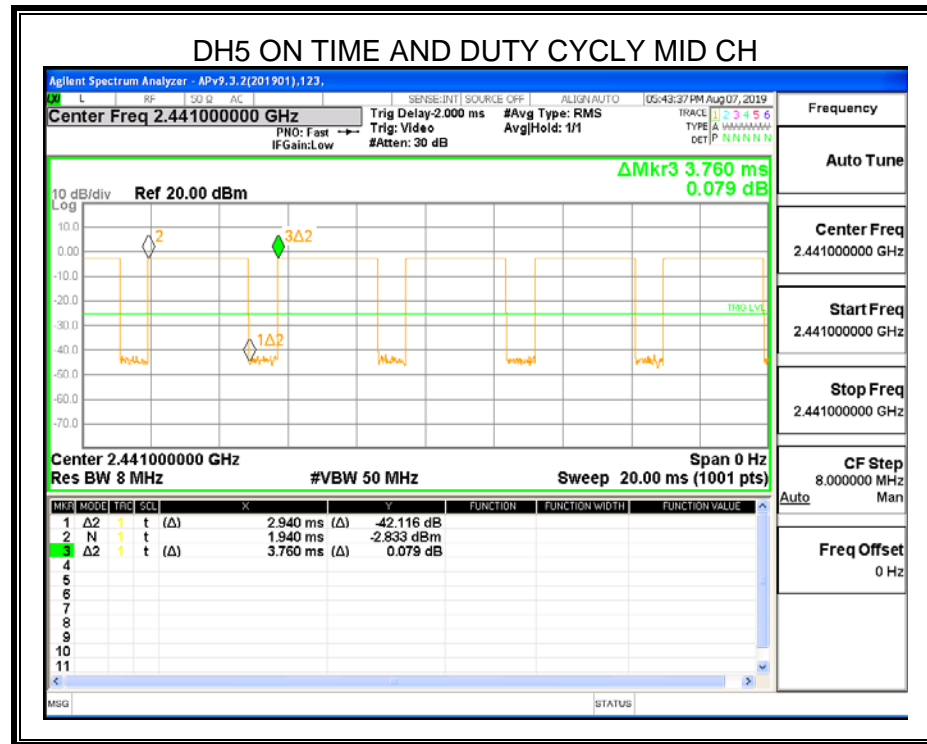 DH5 ON TIME AND DUTY CYCLY MID CH
Agilent Spectrum Analyzer - APv9.3.2(201901),123,
L RF 50 Ω AC SENSE:INT SOURCE OFF ALIGN AUTO 05:43:37 PM Aug 07, 2019
Center Freq 2.441000000 GHz
PNO: Fast
IFGain:Low
Trig Delay-2.000 ms
Trig: Video
#Atten: 30 dB
#Avg Type: RMS
Avg|Hold: 1/1
TRACE 1 2 3 4 5 6
TYPE A WWWWW
DET P N N N N N
ΔMkr3 3.760 ms
0.079 dB
10 dB/div Ref 20.00 dBm
Log
10.0
0.00
-10.0
-20.0
-30.0
-40.0
-50.0
-60.0
-70.0
2
3Δ2
1Δ2
TRIG LVL
Center 2.441000000 GHz Span 0 Hz
Res BW 8 MHz #VBW 50 MHz Sweep 20.00 ms (1001 pts)
MKR MODE TRC SCL X Y FUNCTION FUNCTION WIDTH FUNCTION VALUE
1 Δ2 1 t (Δ) 2.940 ms (Δ) -42.116 dB
2 N 1 t 1.940 ms -2.833 dBm
3 Δ2 1 t (Δ) 3.760 ms (Δ) 0.079 dB
4
5
6
7
8
9
10
11
MSG STATUS
Frequency
Auto Tune
Center Freq
2.441000000 GHz
Start Freq
2.441000000 GHz
Stop Freq
2.441000000 GHz
CF Step
8.000000 MHz
Auto Man
Freq Offset
0 Hz